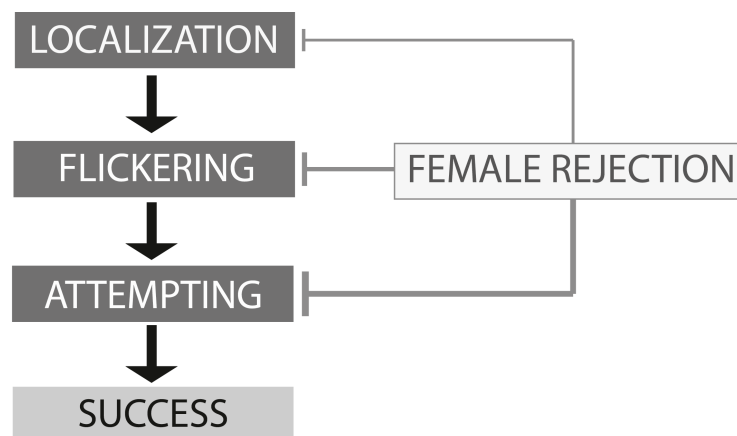 LOCALIZATION
FLICKERING
FEMALE REJECTION
ATTEMPTING
SUCCESS